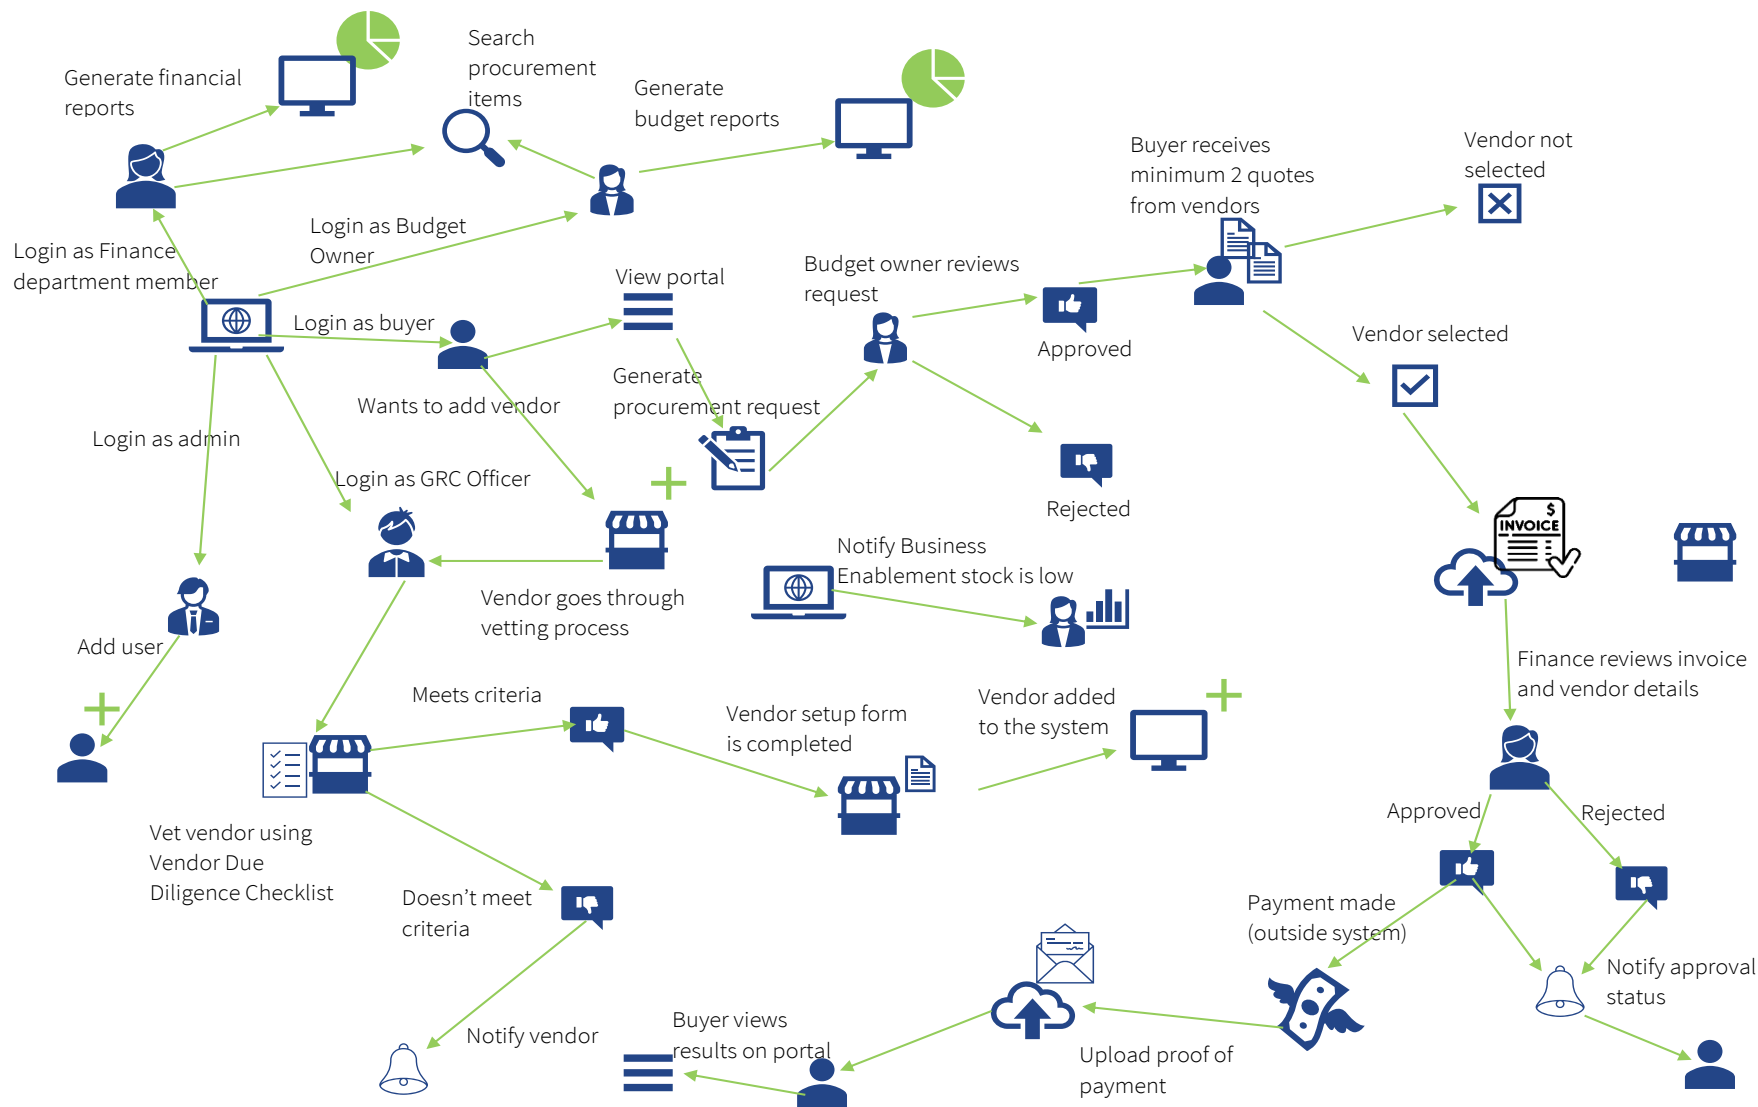 Search
procurement
items
Generate financial
reports
Generate
budget reports
Vendor not
selected
Buyer receives
minimum 2 quotes
from vendors
Login as Budget
Owner
Login as Finance
department member
View portal
Budget owner reviews
request
Login as buyer
Vendor selected
Approved
Generate
procurement request
Wants to add vendor
Login as admin
Login as GRC Officer
Rejected
$
INVOICE
Notify Business
Enablement stock is low
Vendor goes through
vetting process
Add user
Finance reviews invoice
and vendor details
Meets criteria
Vendor added
to the system
Vendor setup form
is completed
Approved
Rejected
Vet vendor using
Vendor Due
Diligence Checklist
Doesn’t meet
criteria
Payment made
(outside system)
Notify approval
status
Notify vendor
Buyer views
results on portal
Upload proof of
payment